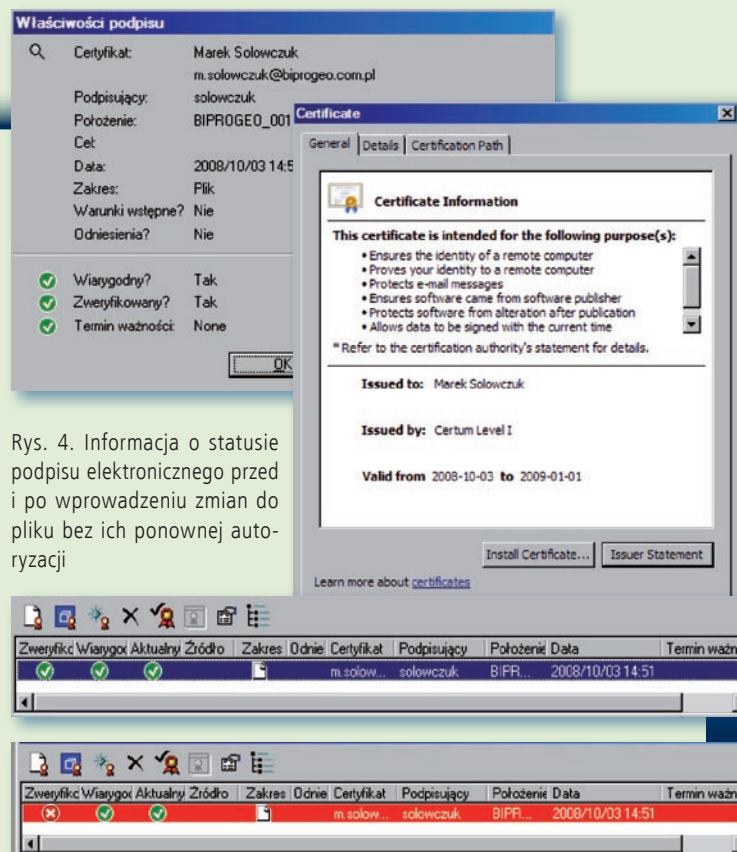 Właściwości podpisu
Certyfikat: Marek Solowczuk
m.solowczuk@biprogeo.com.pl
Podpisujący: solowczuk
Położenie: BIPROGEO_001
Cel:
Data: 2008/10/03 14:5
Zakres: Plik
Warunki wstępne? Nie
Odniesienia? Nie
Wiarygodny? Tak
Zweryfikowany? Tak
Termin ważności: None
OK
Certificate
General Details Certification Path
Certificate Information
This certificate is intended for the following purpose(s):
• Ensures the identity of a remote computer
• Proves your identity to a remote computer
• Protects e-mail messages
• Ensures software came from software publisher
• Protects software from alteration after publication
• Allows data to be signed with the current time
* Refer to the certification authority's statement for details.
Issued to: Marek Solowczuk
Issued by: Certum Level I
Valid from 2008-10-03 to 2009-01-01
Install Certificate... Issuer Statement
Learn more about certificates
Rys. 4. Informacja o statusie
podpisu elektronicznego przed
i po wprowadzeniu zmian do
pliku bez ich ponownej auto-
ryzacji
Zweryfikc Wiarygoc Aktualny Źródło Zakres Odnie Certyfikat Podpisujący Położenie Data Termin ważn
m.solow... solowczuk BIPR... 2008/10/03 14:51
Zweryfikc Wiarygoc Aktualny Źródło Zakres Odnie Certyfikat Podpisujący Położenie Data Termin ważn
m.solow... solowczuk BIPR... 2008/10/03 14:51